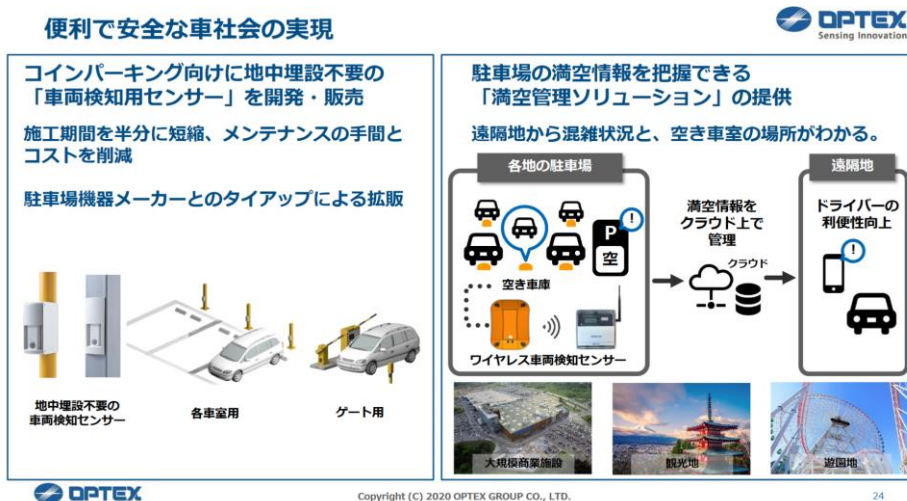 便利で安全な車社会の実現
OPTEX
Sensing Innovation
コインパーキング向けに地中埋設不要の
「車両検知用センサー」を開発・販売
施工期間を半分に短縮、メンテナンスの手間と
コストを削減
駐車場機器メーカーとのタイアップによる拡販
地中埋設不要の
車両検知センサー
各車室用
ゲート用
駐車場の満空情報を把握できる
「満空管理ソリューション」の提供
遠隔地から混雑状況と、空き車室の場所がわかる。
各地の駐車場
!
P
空
空き車庫
ワイヤレス車両検知センサー
満空情報を
クラウド上で
管理
クラウド
遠隔地
ドライバーの
利便性向上
!
大規模商業施設
観光地
遊園地
OPTEX
Copyright (C) 2020 OPTEX GROUP CO., LTD.
24